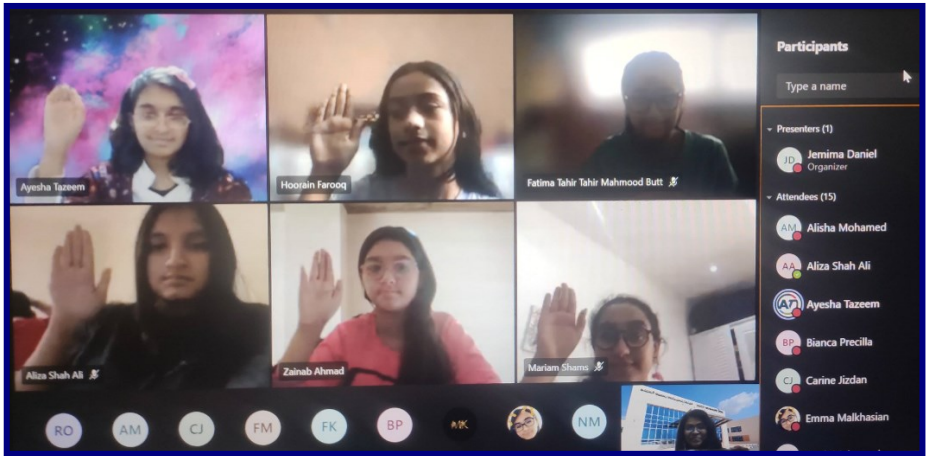 Ayesha Tazeem
Hoorain Farooq
Fatima Tahir Tahir Mahmood Butt
Aliza Shah Ali
Zainab Ahmad
Mariam Shams
RO
AM
CJ
FM
FK
BP
NM
Participants
Type a name
Presenters (1)
JD
Jemima Daniel
Organizer
Attendees (15)
AM
Alisha Mohamed
AA
Aliza Shah Ali
Ayesha Tazeem
BP
Bianca Precilla
CJ
Carine Jizdan
Emma Malkhasian